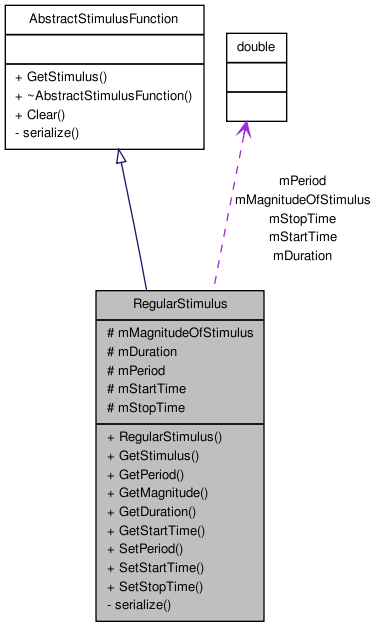 AbstractStimulusFunction
+ GetStimulus()
+ ~AbstractStimulusFunction()
+ Clear()
- serialize()
double
mPeriod
mMagnitudeOfStimulus
mStopTime
mStartTime
mDuration
RegularStimulus
# mMagnitudeOfStimulus
# mDuration
# mPeriod
# mStartTime
# mStopTime
+ RegularStimulus()
+ GetStimulus()
+ GetPeriod()
+ GetMagnitude()
+ GetDuration()
+ GetStartTime()
+ SetPeriod()
+ SetStartTime()
+ SetStopTime()
- serialize()